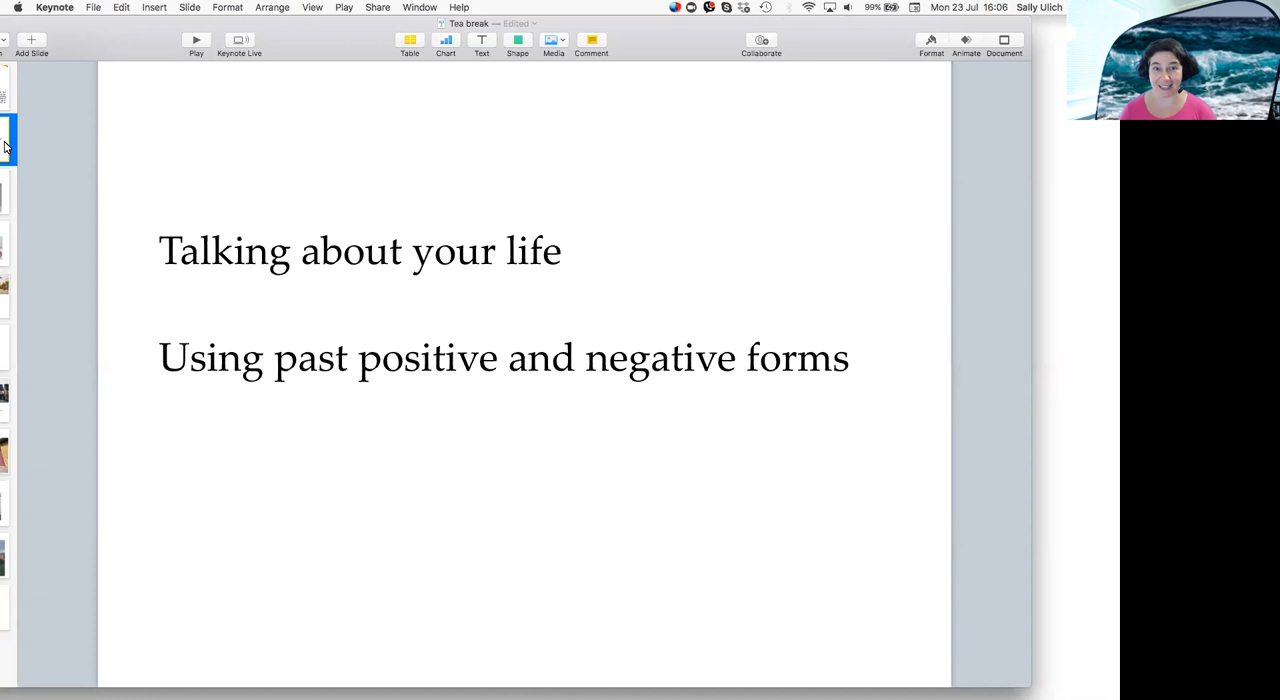 Keynote File Edit Insert Slide Format Arrange View Play Share Window Help 99% Mon 23 Jul 16:06 Sally Ulich
Tea break — Edited
Add Slide Play Keynote Live Table Chart Text Shape Media Comment Collaborate Format Animate Document
Talking about your life
Using past positive and negative forms